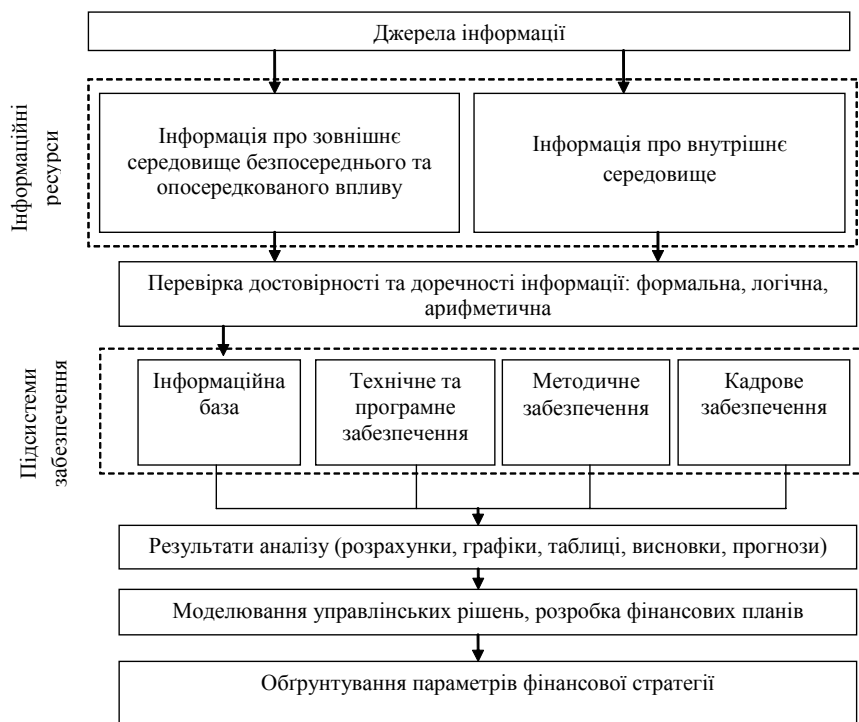 Джерела інформації
Інформаційні
ресурси
Інформація про зовнішнє
середовище безпосереднього та
опосередкованого впливу
Інформація про внутрішнє
середовище
Перевірка достовірності та доречності інформації: формальна, логічна,
арифметична
Підсистеми
забезпечення
Інформаційна
база
Технічне та
програмне
забезпечення
Методичне
забезпечення
Кадрове
забезпечення
Результати аналізу (розрахунки, графіки, таблиці, висновки, прогнози)
Моделювання управлінських рішень, розробка фінансових планів
Обґрунтування параметрів фінансової стратегії